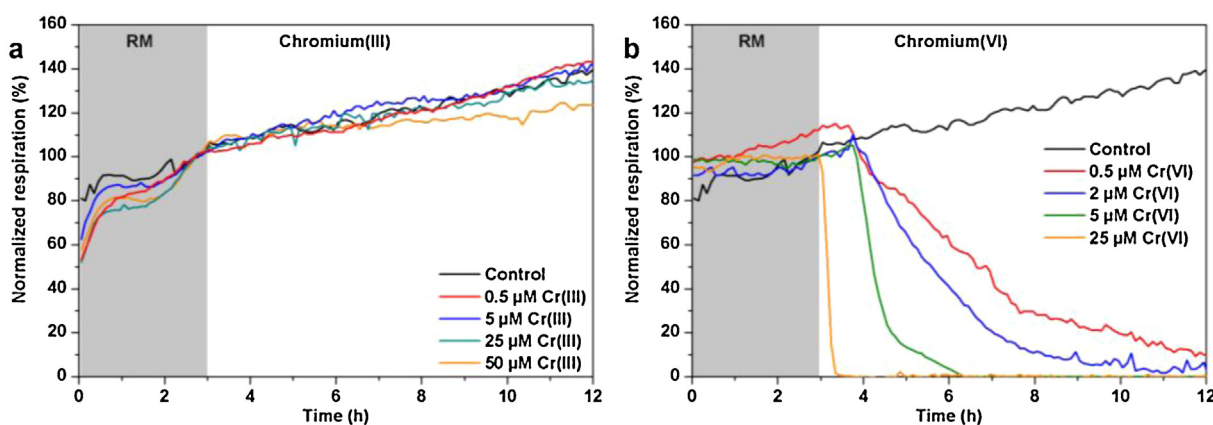 a
RM
Chromium(III)
Normalized respiration (%)
160
140
120
100
80
60
40
20
0
Control
0.5 µM Cr(III)
5 µM Cr(III)
25 µM Cr(III)
50 µM Cr(III)
0 2 4 6 8 10 12
Time (h)
b
RM
Chromium(VI)
Normalized respiration (%)
160
140
120
100
80
60
40
20
0
Control
0.5 µM Cr(VI)
2 µM Cr(VI)
5 µM Cr(VI)
25 µM Cr(VI)
0 2 4 6 8 10 12
Time (h)